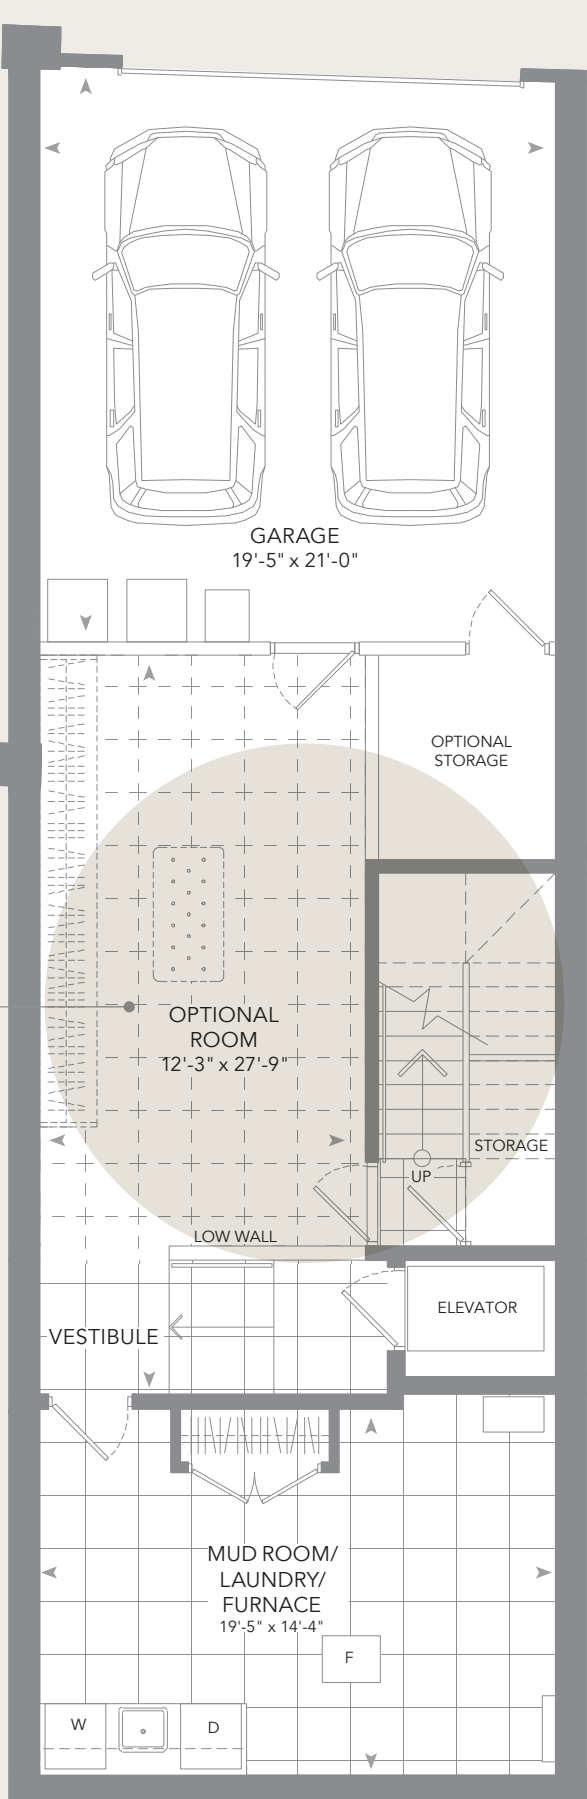 GARAGE
19'-5" x 21'-0"
OPTIONAL
STORAGE
OPTIONAL
ROOM
12'-3" x 27'-9"
STORAGE
UP
LOW WALL
ELEVATOR
VESTIBULE
MUD ROOM/
LAUNDRY/
FURNACE
19'-5" x 14'-4"
F
W
D